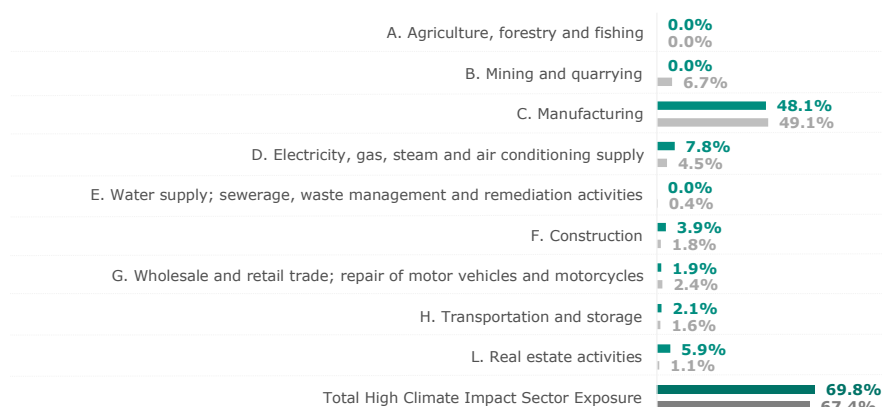 A. Agriculture, forestry and fishing
0.0%
0.0%
B. Mining and quarrying
0.0%
6.7%
C. Manufacturing
48.1%
49.1%
D. Electricity, gas, steam and air conditioning supply
7.8%
4.5%
E. Water supply; sewerage, waste management and remediation activities
0.0%
0.4%
F. Construction
3.9%
1.8%
G. Wholesale and retail trade; repair of motor vehicles and motorcycles
1.9%
2.4%
H. Transportation and storage
2.1%
1.6%
L. Real estate activities
5.9%
1.1%
Total High Climate Impact Sector Exposure
69.8%
67.4%